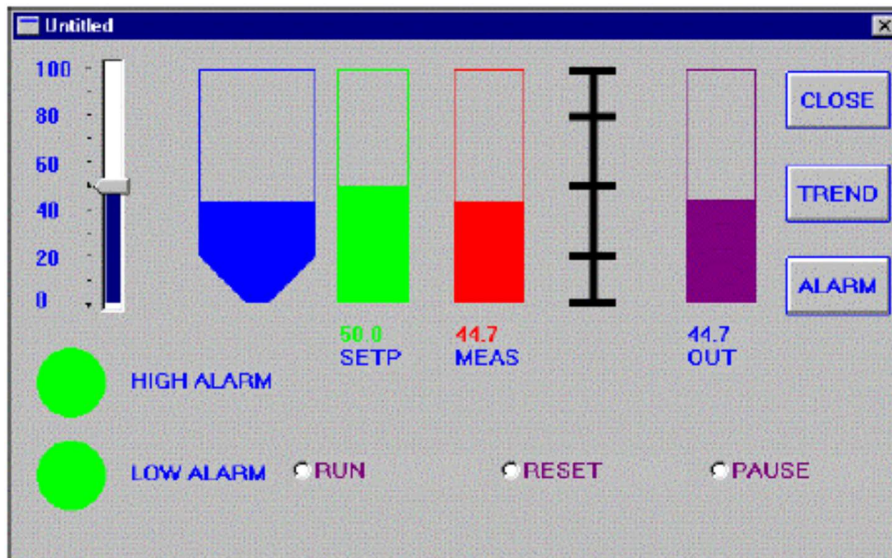 Untitled
100
80
60
40
20
0
CLOSE
TREND
ALARM
50.0 44.7 44.7
SETP MEAS OUT
HIGH ALARM
LOW ALARM RUN RESET PAUSE